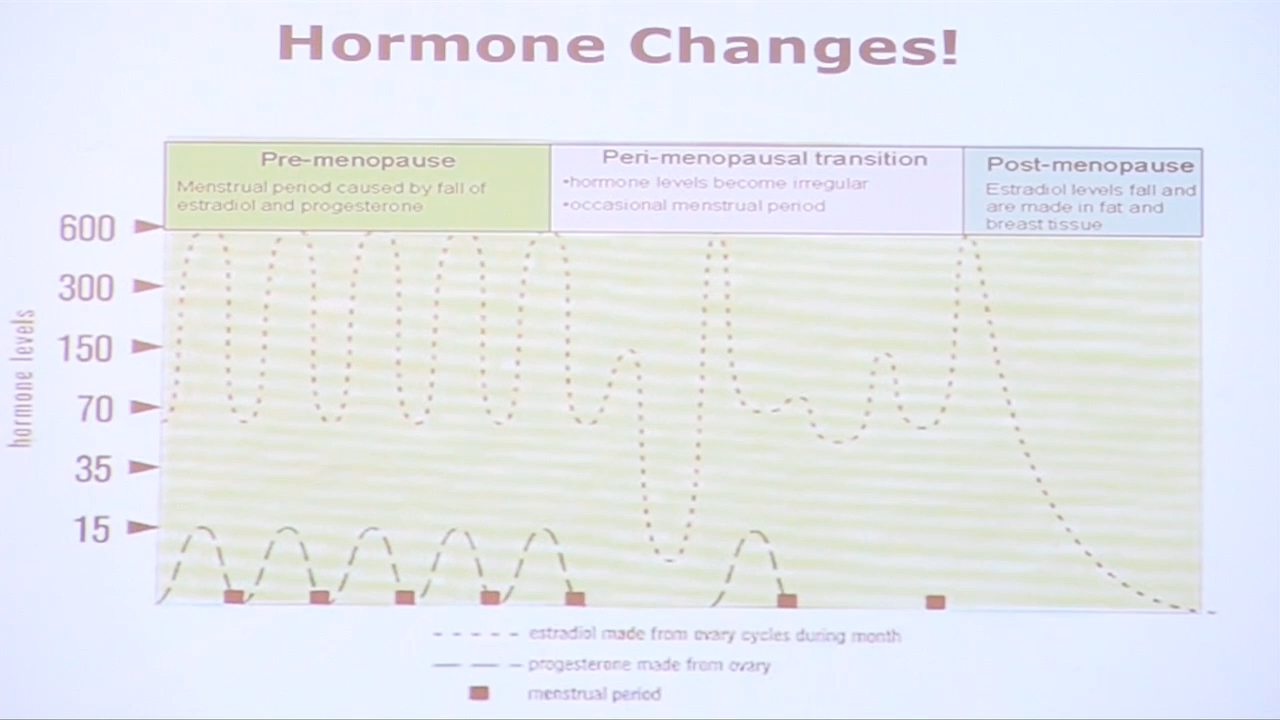 Hormone Changes!
Pre-menopause
Menstrual period caused by fall of
estradiol and progesterone
Peri-menopausal transition
•hormone levels become irregular
•occasional menstrual period
Post-menopause
Estradiol levels fall and
are made in fat and
breast tissue
hormone levels
600
300
150
70
35
15
estradiol made from ovary cycles during month
progesterone made from ovary
menstrual period